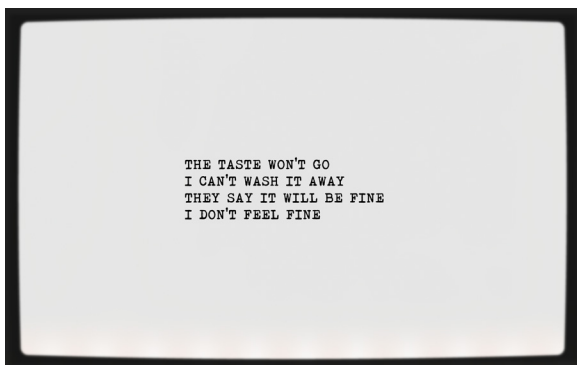 THE TASTE WON'T GO
I CAN'T WASH IT AWAY
THEY SAY IT WILL BE FINE
I DON'T FEEL FINE